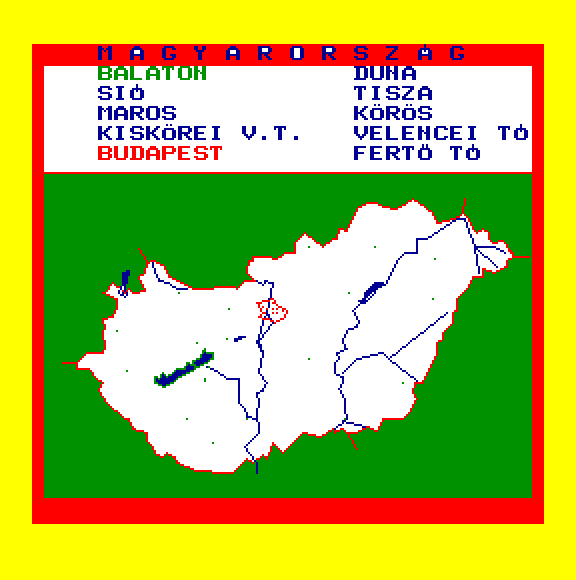 MAGYARORSZÁG
BALATON DUNA
SIÓ TISZA
MAROS KÖRÖS
KISKÖREI V.T. VELENCEI TÓ
BUDAPEST FERTŐ TÓ